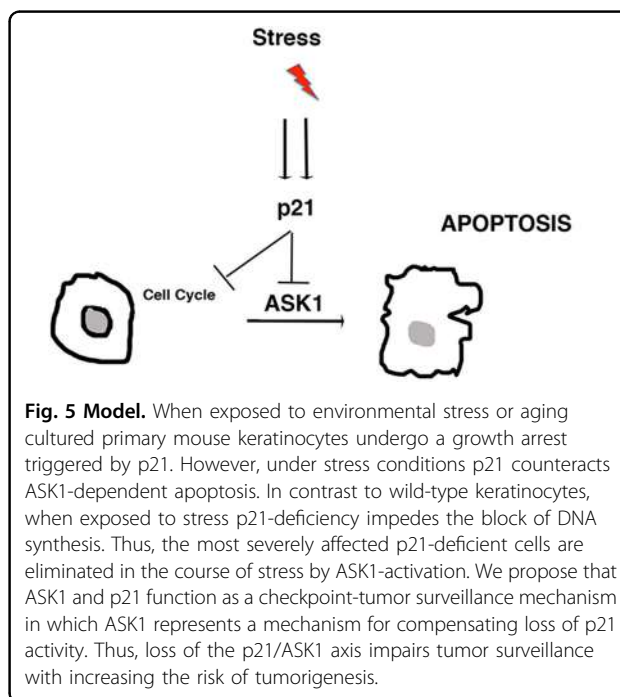 Stress
p21
APOPTOSIS
Cell Cycle
ASK1
Fig. 5 Model. When exposed to environmental stress or aging
cultured primary mouse keratinocytes undergo a growth arrest
triggered by p21. However, under stress conditions p21 counteracts
ASK1-dependent apoptosis. In contrast to wild-type keratinocytes,
when exposed to stress p21-deficiency impedes the block of DNA
synthesis. Thus, the most severely affected p21-deficient cells are
eliminated in the course of stress by ASK1-activation. We propose that
ASK1 and p21 function as a checkpoint-tumor surveillance mechanism
in which ASK1 represents a mechanism for compensating loss of p21
activity. Thus, loss of the p21/ASK1 axis impairs tumor surveillance
with increasing the risk of tumorigenesis.